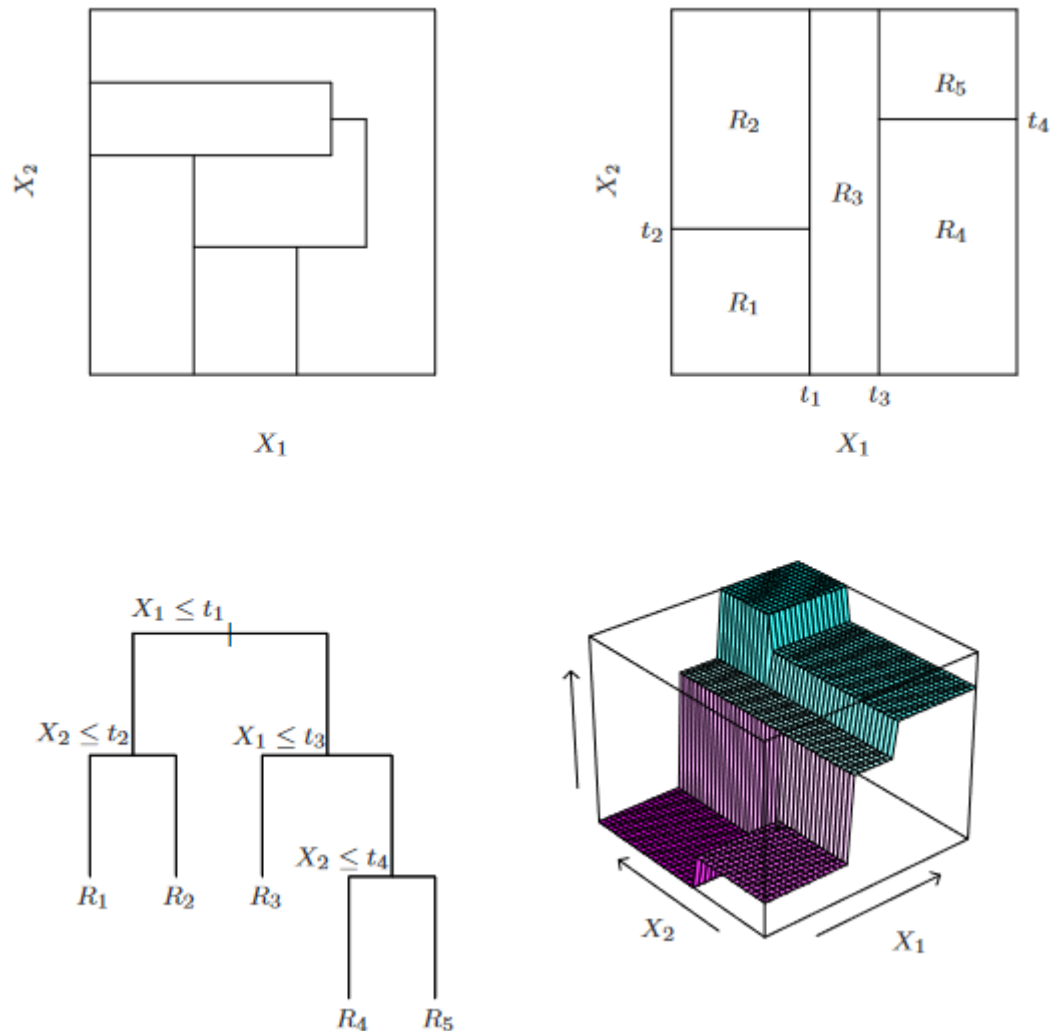 X₂
X₁
R₂
R₅
t₄
X₂
R₃
t₂
R₄
R₁
t₁
t₃
X₁
X₁ ≤ t₁
X₂ ≤ t₂
X₁ ≤ t₃
X₂ ≤ t₄
R₁
R₂
R₃
R₄
R₅
X₂
X₁